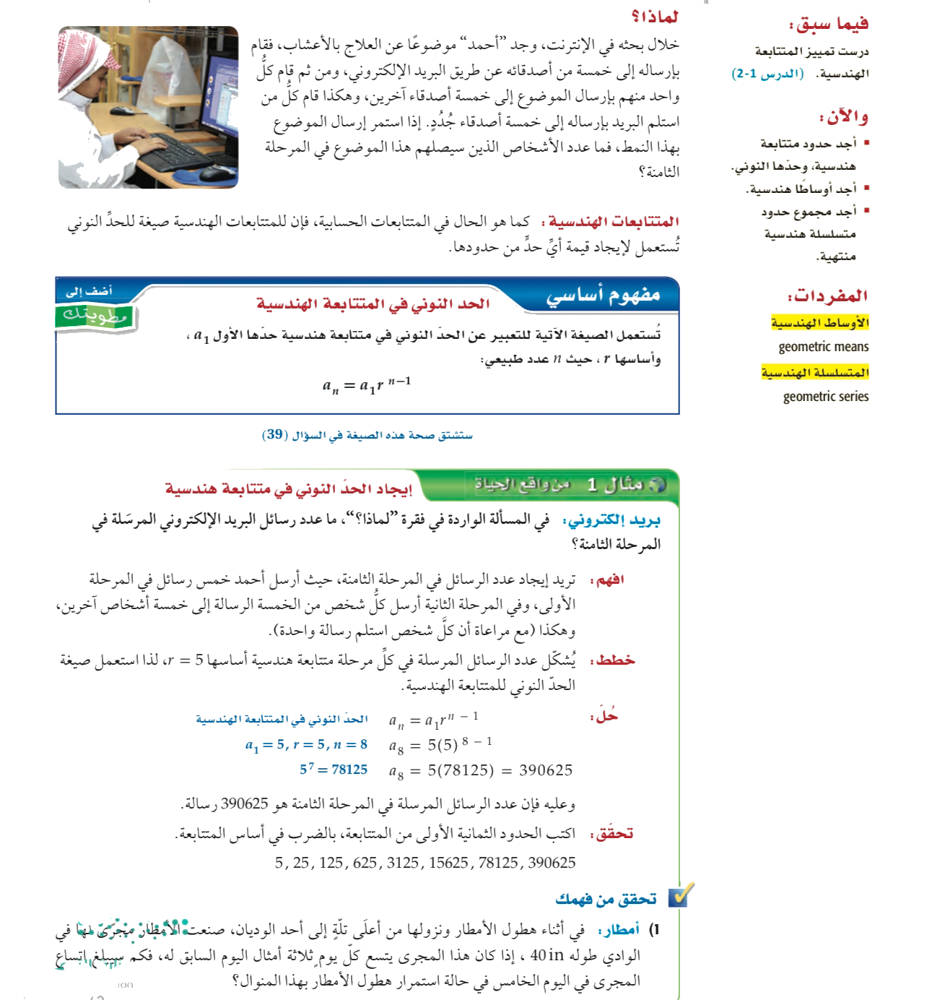 فيما سبق:
درست تمييز المتتابعة
الهندسية. (الدرس 1-2)
والآن:
▪ أجد حدود متتابعة
هندسية، وحدّها النوني.
▪ أجد أوساطًا هندسية.
▪ أجد مجموع حدود
متسلسلة هندسية
منتهية.
المفردات:
الأوساط الهندسية
geometric means
المتسلسلة الهندسية
geometric series
لماذا؟
خلال بحثه في الإنترنت، وجد "أحمد" موضوعًا عن العلاج بالأعشاب، فقام
بإرساله إلى خمسة من أصدقائه عن طريق البريد الإلكتروني، ومن ثم قام كلُّ
واحد منهم بإرسال الموضوع إلى خمسة أصدقاء آخرين، وهكذا قام كلُّ من
استلم البريد بإرساله إلى خمسة أصدقاء جُدُدٍ. إذا استمر إرسال الموضوع
بهذا النمط، فما عدد الأشخاص الذين سيصلهم هذا الموضوع في المرحلة
الثامنة؟
المتتابعات الهندسية: كما هو الحال في المتتابعات الحسابية، فإن للمتتابعات الهندسية صيغة للحدِّ النوني
تُستعمل لإيجاد قيمة أيِّ حدٍّ من حدودها.
مفهوم أساسي
الحد النوني في المتتابعة الهندسية
أضف إلى
مطويتك
تُستعمل الصيغة الآتية للتعبير عن الحدّ النوني في متتابعة هندسية حدّها الأول a₁ ،
وأساسها r ، حيث n عدد طبيعي:
aₙ = a₁r ⁿ⁻¹
ستشتق صحة هذه الصيغة في السؤال (39)
مثال 1 من واقع الحياة
إيجاد الحدّ النوني في متتابعة هندسية
بريد إلكتروني: في المسألة الواردة في فقرة "لماذا؟"، ما عدد رسائل البريد الإلكتروني المرسَلة في
المرحلة الثامنة؟
افهم: تريد إيجاد عدد الرسائل في المرحلة الثامنة، حيث أرسل أحمد خمس رسائل في المرحلة
الأولى، وفي المرحلة الثانية أرسل كلُّ شخص من الخمسة الرسالة إلى خمسة أشخاص آخرين،
وهكذا (مع مراعاة أن كلَّ شخص استلم رسالة واحدة).
خطط: يُشكّل عدد الرسائل المرسلة في كلِّ مرحلة متتابعة هندسية أساسها r = 5، لذا استعمل صيغة
الحدّ النوني للمتتابعة الهندسية.
حُلّ: aₙ = a₁rⁿ ⁻ ¹ الحدّ النوني في المتتابعة الهندسية
a₈ = 5(5) ⁸ ⁻ ¹ a₁ = 5, r = 5, n = 8
a₈ = 5(78125) = 390625 5⁷ = 78125
وعليه فإن عدد الرسائل المرسلة في المرحلة الثامنة هو 390625 رسالة.
تحقّق: اكتب الحدود الثمانية الأولى من المتتابعة، بالضرب في أساس المتتابعة.
5, 25, 125, 625, 3125, 15625, 78125, 390625
تحقق من فهمك
1) أمطار: في أثناء هطول الأمطار ونزولها من أعلَى تلّةٍ إلى أحد الوديان، صنعت الأمطار مجرًى لها في
الوادي طوله 40 in ، إذا كان هذا المجرى يتسع كلّ يوم ثلاثة أمثال اليوم السابق له، فكم سيبلغ اتساع
المجرى في اليوم الخامس في حالة استمرار هطول الأمطار بهذا المنوال؟